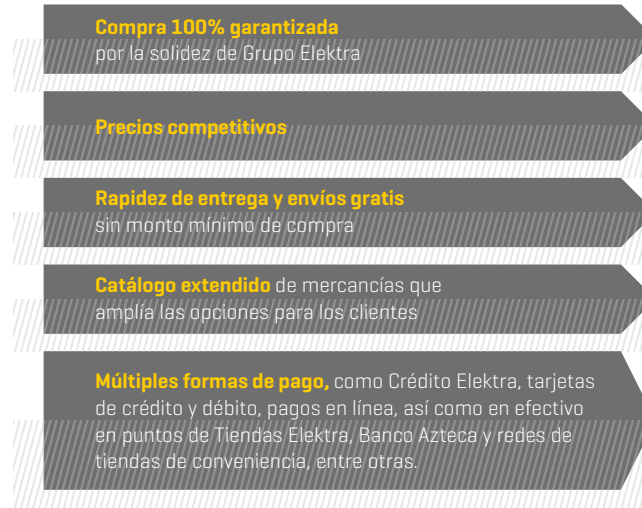 Compra 100% garantizada
por la solidez de Grupo Elektra
Precios competitivos
Rapidez de entrega y envíos gratis
sin monto mínimo de compra
Catálogo extendido de mercancías que
amplía las opciones para los clientes
Múltiples formas de pago, como Crédito Elektra, tarjetas
de crédito y débito, pagos en línea, así como en efectivo
en puntos de Tiendas Elektra, Banco Azteca y redes de
tiendas de conveniencia, entre otras.